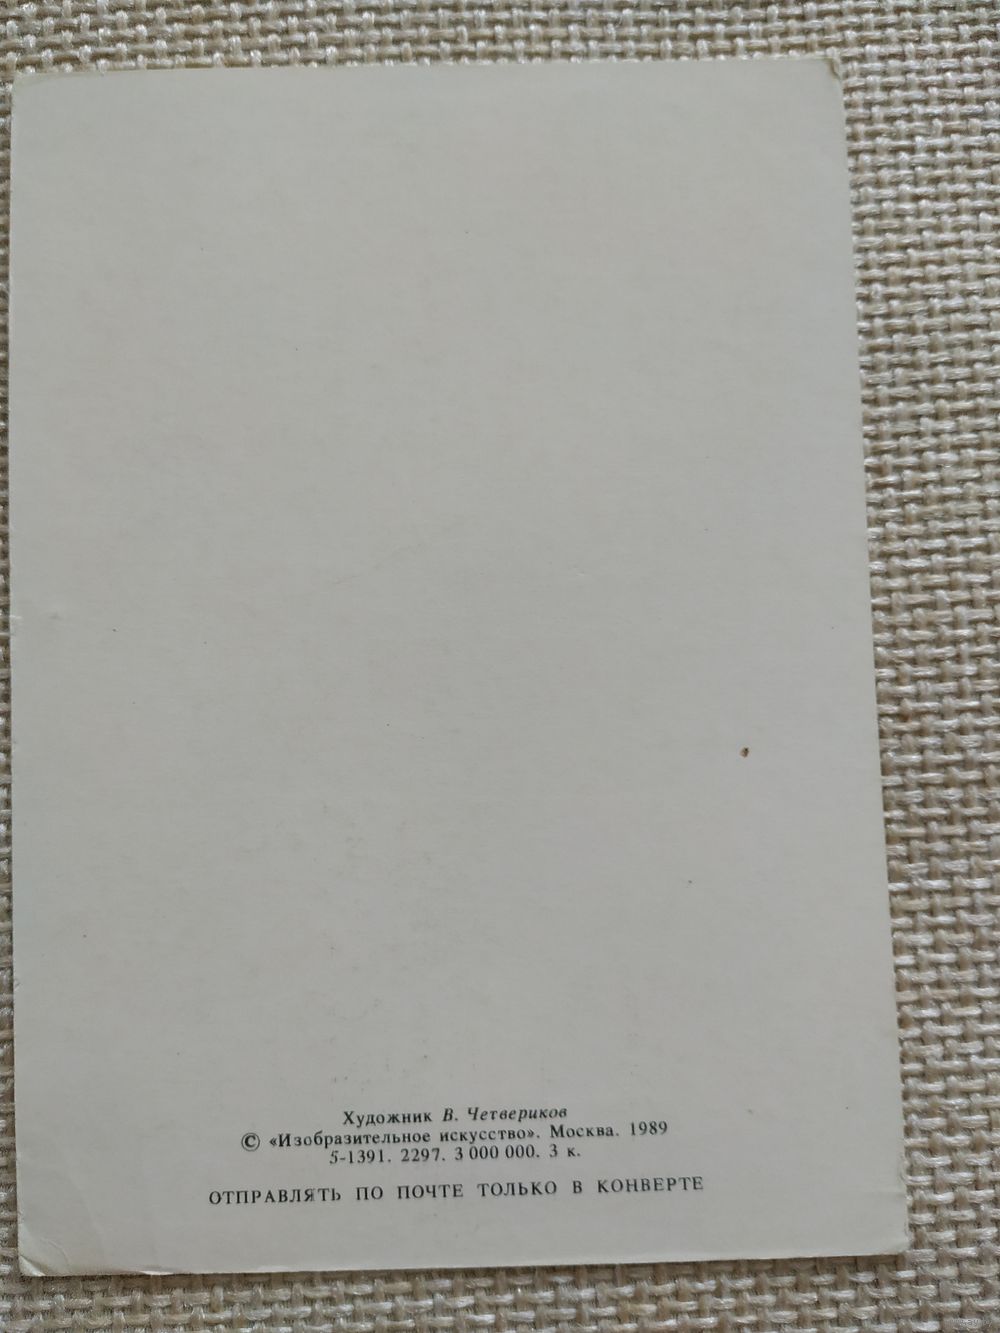 Художник В. Четвериков
© «Изобразительное искусство». Москва. 1989
5-1391. 2297. 3 000 000. 3 к.
ОТПРАВЛЯТЬ ПО ПОЧТЕ ТОЛЬКО В КОНВЕРТЕ